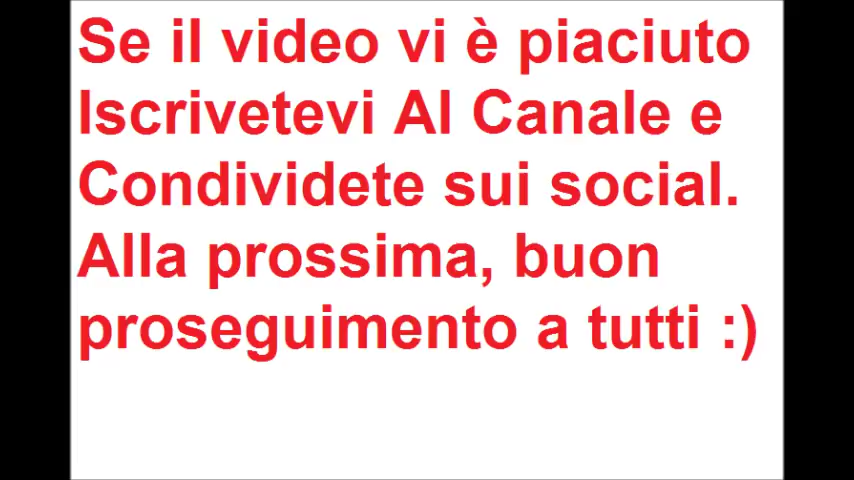 Se il video vi è piaciuto
Iscrivetevi Al Canale e
Condividete sui social.
Alla prossima, buon
proseguimento a tutti :)